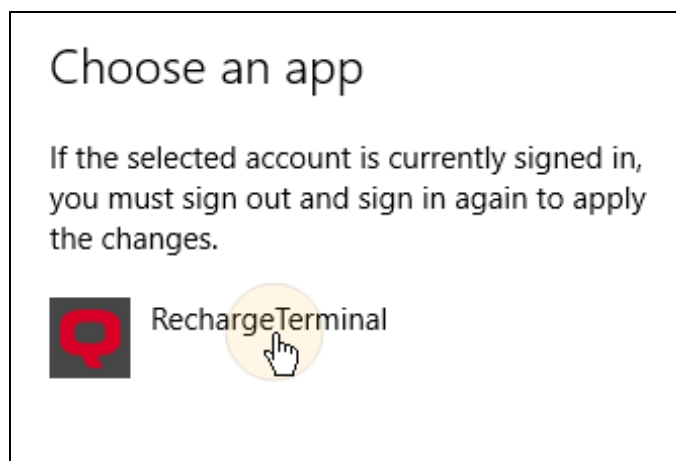 Choose an app
If the selected account is currently signed in,
you must sign out and sign in again to apply
the changes.
RechargeTerminal